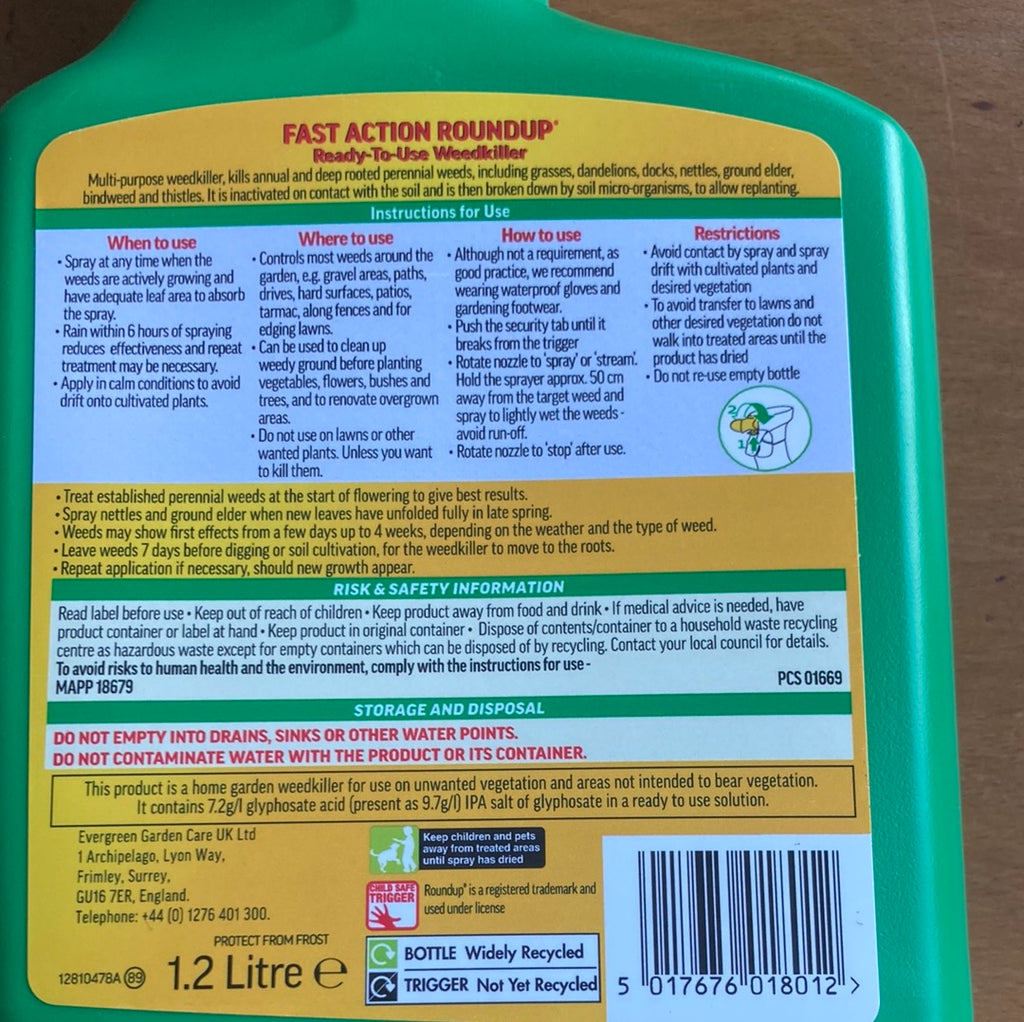 FAST ACTION ROUNDUP®
Ready-To-Use Weedkiller
Multi-purpose weedkiller, kills annual and deep rooted perennial weeds, including grasses, dandelions, docks, nettles, ground elder,
bindweed and thistles. It is inactivated on contact with the soil and is then broken down by soil micro-organisms, to allow replanting.
Instructions for Use
When to use
• Spray at any time when the
weeds are actively growing and
have adequate leaf area to absorb
the spray.
• Rain within 6 hours of spraying
reduces effectiveness and repeat
treatment may be necessary.
• Apply in calm conditions to avoid
drift onto cultivated plants.
Where to use
• Controls most weeds around the
garden, e.g. gravel areas, paths,
drives, hard surfaces, patios,
tarmac, along fences and for
edging lawns.
• Can be used to clean up
weedy ground before planting
vegetables, flowers, bushes and
trees, and to renovate overgrown
areas.
• Do not use on lawns or other
wanted plants. Unless you want
to kill them.
How to use
• Although not a requirement, as
good practice, we recommend
wearing waterproof gloves and
gardening footwear.
• Push the security tab until it
breaks from the trigger
• Rotate nozzle to 'spray' or 'stream'.
Hold the sprayer approx. 50 cm
away from the target weed and
spray to lightly wet the weeds -
avoid run-off.
• Rotate nozzle to 'stop' after use.
Restrictions
• Avoid contact by spray and spray
drift with cultivated plants and
desired vegetation
• To avoid transfer to lawns and
other desired vegetation do not
walk into treated areas until the
product has dried
• Do not re-use empty bottle
2
1
• Treat established perennial weeds at the start of flowering to give best results.
• Spray nettles and ground elder when new leaves have unfolded fully in late spring.
• Weeds may show first effects from a few days up to 4 weeks, depending on the weather and the type of weed.
• Leave weeds 7 days before digging or soil cultivation, for the weedkiller to move to the roots.
• Repeat application if necessary, should new growth appear.
RISK & SAFETY INFORMATION
Read label before use • Keep out of reach of children • Keep product away from food and drink • If medical advice is needed, have
product container or label at hand • Keep product in original container • Dispose of contents/container to a household waste recycling
centre as hazardous waste except for empty containers which can be disposed of by recycling. Contact your local council for details.
To avoid risks to human health and the environment, comply with the instructions for use -
MAPP 18679
PCS 01669
STORAGE AND DISPOSAL
DO NOT EMPTY INTO DRAINS, SINKS OR OTHER WATER POINTS.
DO NOT CONTAMINATE WATER WITH THE PRODUCT OR ITS CONTAINER.
This product is a home garden weedkiller for use on unwanted vegetation and areas not intended to bear vegetation.
It contains 7.2g/l glyphosate acid (present as 9.7g/l) IPA salt of glyphosate in a ready to use solution.
Evergreen Garden Care UK Ltd
1 Archipelago, Lyon Way,
Frimley, Surrey,
GU16 7ER, England.
Telephone: +44 (0) 1276 401 300.
PROTECT FROM FROST
12810478A 89
1.2 Litre ℮
Keep children and pets
away from treated areas
until spray has dried
CHILD SAFE
TRIGGER
Roundup® is a registered trademark and
used under license
BOTTLE Widely Recycled
TRIGGER Not Yet Recycled
5 017676 018012 >